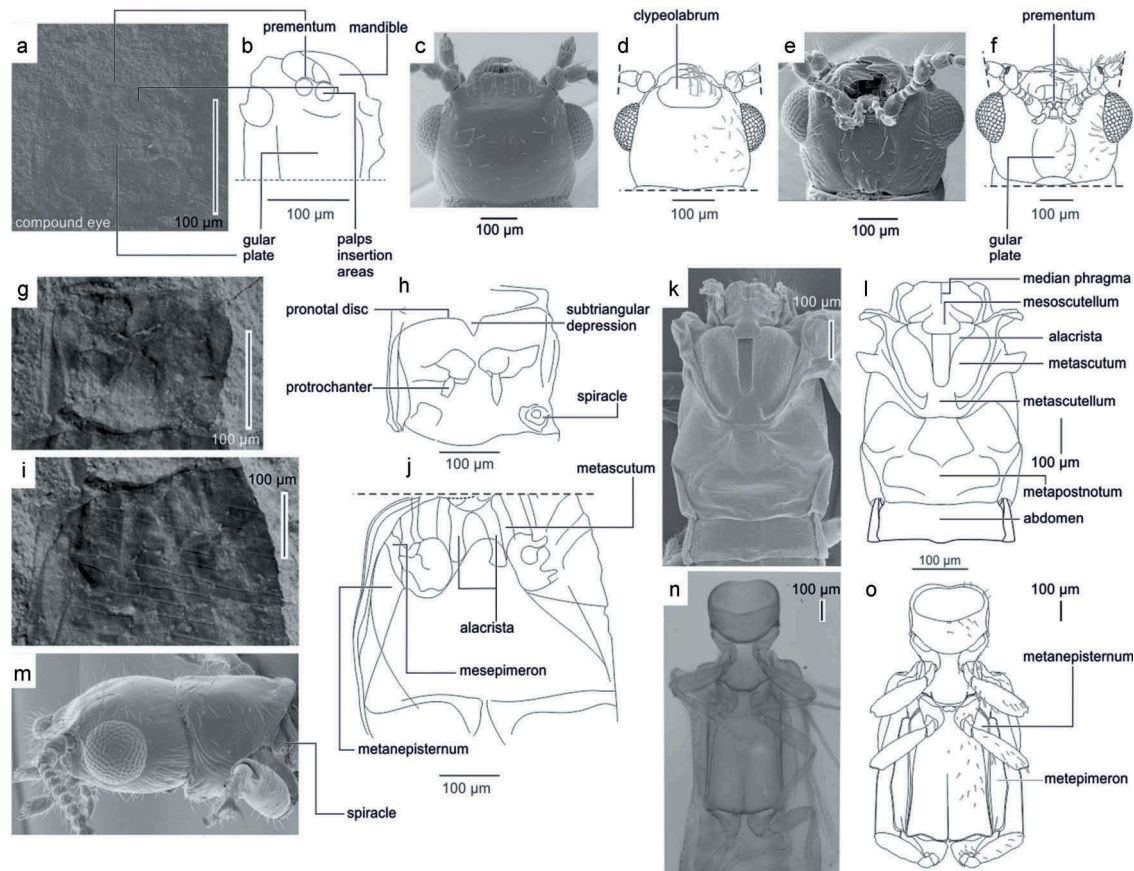 a
compound eye
100 µm
b
prementum
mandible
100 µm
gular
plate
palps
insertion
areas
c
100 µm
d
clypeolabrum
100 µm
e
100 µm
f
prementum
100 µm
gular
plate
g
100 µm
h
pronotal disc
subtriangular
depression
protrochanter
spiracle
100 µm
i
100 µm
j
metascutum
alacrista
mesepimeron
metanepisternum
100 µm
k
100 µm
l
median phragma
mesoscutellum
alacrista
metascutum
metascutellum
100 µm
metapostnotum
abdomen
100 µm
m
spiracle
n
100 µm
o
100 µm
metanepisternum
metepimeron